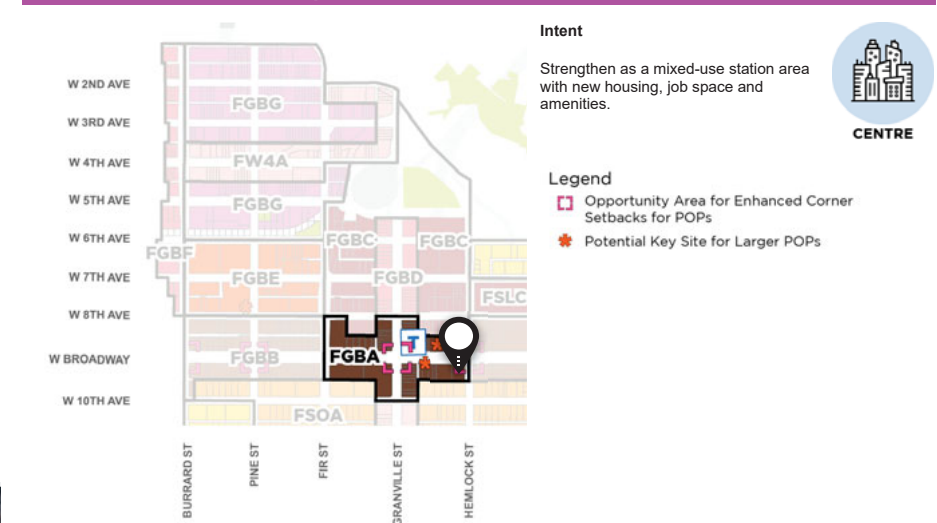 Intent
Strengthen as a mixed-use station area
with new housing, job space and
amenities.
CENTRE
Legend
Opportunity Area for Enhanced Corner
Setbacks for POPs
Potential Key Site for Larger POPs
W 2ND AVE
W 3RD AVE
W 4TH AVE
W 5TH AVE
W 6TH AVE
W 7TH AVE
W 8TH AVE
W BROADWAY
W 10TH AVE
FGBG
FW4A
FGBG
FGBC
FGBC
FGBF
FGBE
FGBD
FSLC
FGBB
FGBA
T
FSOA
BURRARD ST
PINE ST
FIR ST
GRANVILLE ST
HEMLOCK ST